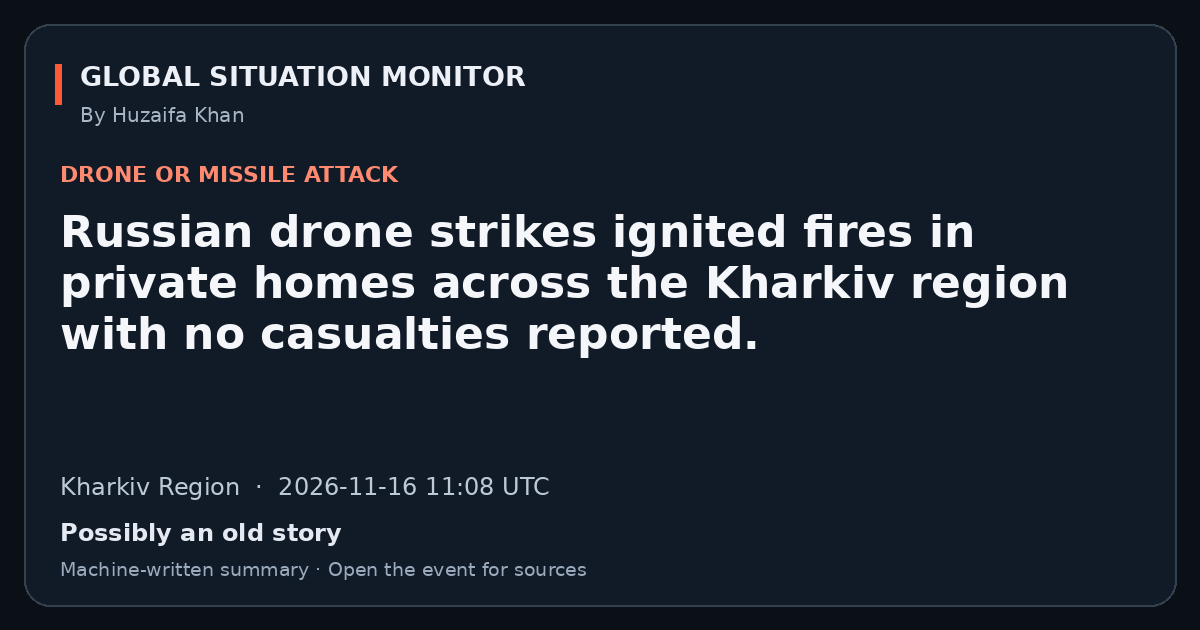 GLOBAL SITUATION MONITOR
By Huzaifa Khan
DRONE OR MISSILE ATTACK
Russian drone strikes ignited fires in
private homes across the Kharkiv region
with no casualties reported.
Kharkiv Region · 2026-11-16 11:08 UTC
Possibly an old story
Machine-written summary · Open the event for sources